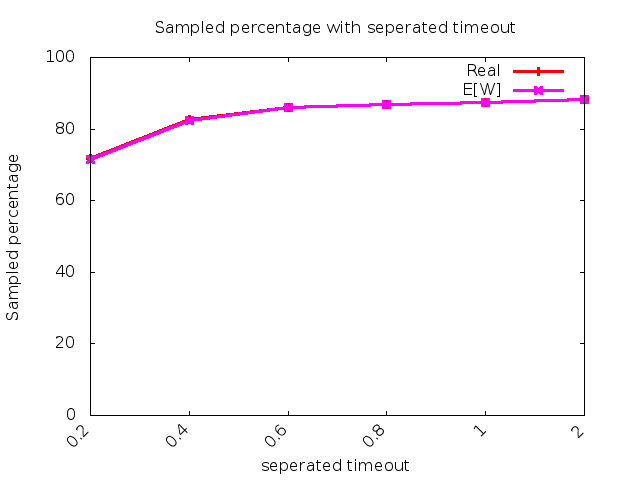 Sampled percentage with seperated timeout
Real
E[W]
100
80
60
40
20
0
Sampled percentage
0.2
0.4
0.6
0.8
1
2
seperated timeout